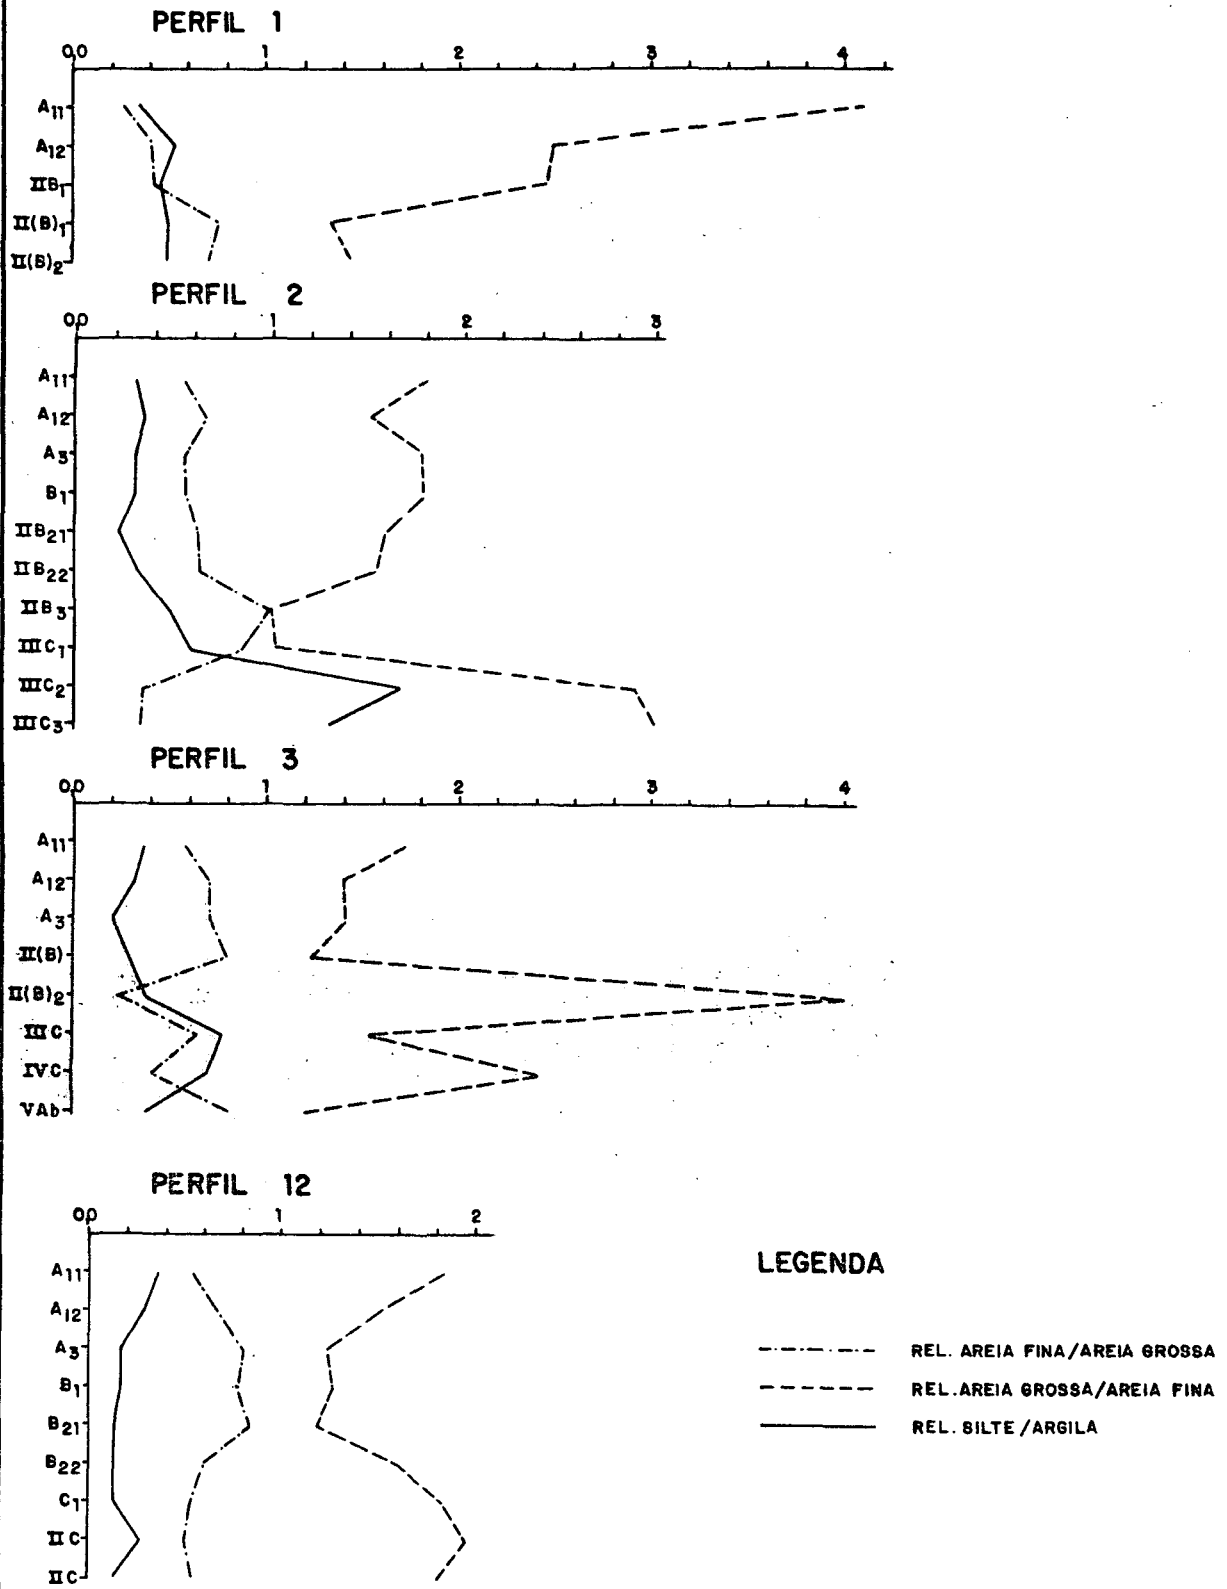 PERFIL 1
0,0 1 2 3 4
A11
A12
IIB1
II(B)1
II(B)2
PERFIL 2
0,0 1 2 3
A11
A12
A3
B1
IIB21
IIB22
IIB3
IIIC1
IIIC2
IIIC3
PERFIL 3
0,0 1 2 3 4
A11
A12
A3
II(B)
II(B)2
IIIC
IVC
VAb
PERFIL 12
0,0 1 2
A11
A12
A3
B1
B21
B22
C1
IIC
IIC
LEGENDA
REL. AREIA FINA/AREIA GROSSA
REL. AREIA GROSSA/AREIA FINA
REL. SILTE/ARGILA